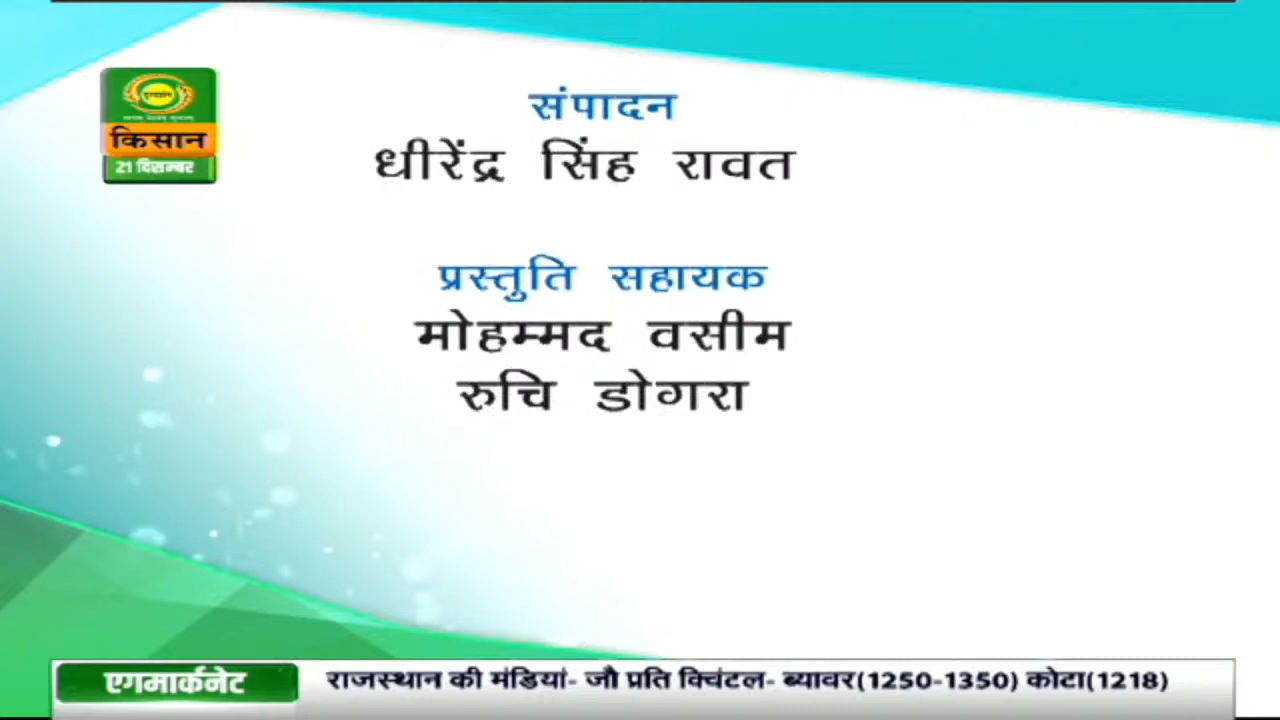 किसान
21 दिसम्बर
संपादन
धीरेंद्र सिंह रावत
प्रस्तुति सहायक
मोहम्मद वसीम
रुचि डोगरा
एगमार्कनेट
राजस्थान की मंडियां- जौ प्रति क्विंटल- ब्यावर(1250-1350) कोटा(1218)